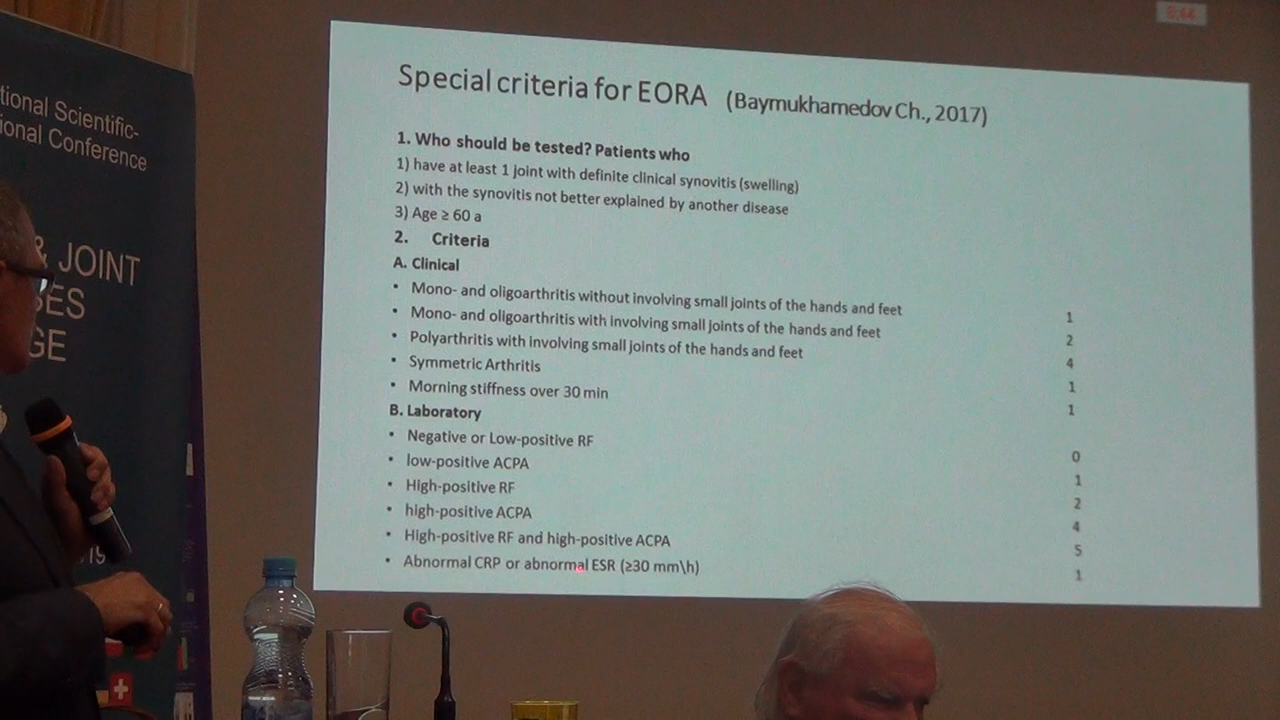 8:44
tional Scientific-
ional Conference
& JOINT
SES
GE
19
Special criteria for EORA (Baymukhamedov Ch., 2017)
1. Who should be tested? Patients who
1) have at least 1 joint with definite clinical synovitis (swelling)
2) with the synovitis not better explained by another disease
3) Age ≥ 60 a
2. Criteria
A. Clinical
• Mono- and oligoarthritis without involving small joints of the hands and feet 1
• Mono- and oligoarthritis with involving small joints of the hands and feet 2
• Polyarthritis with involving small joints of the hands and feet 4
• Symmetric Arthritis 1
• Morning stiffness over 30 min 1
B. Laboratory
• Negative or Low-positive RF 0
• low-positive ACPA 1
• High-positive RF 2
• high-positive ACPA 4
• High-positive RF and high-positive ACPA 5
• Abnormal CRP or abnormal ESR (≥30 mm\h) 1